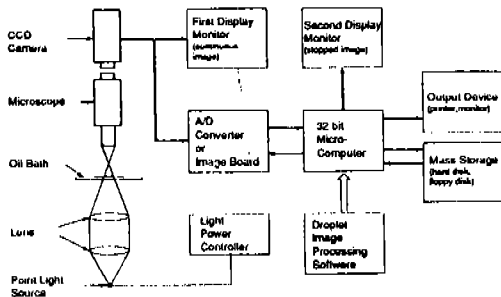 CCD
Camera
First Display
Monitor
(continuous
image)
Second Display
Monitor
(stopped image)
Microscope
A/D
Converter
or
Image Board
32 bit
Micro-
Computer
Output Device
(printer, monitor)
Mass Storage
(hard disk,
floppy disk)
Oil Bath
Lens
Light
Power
Controller
Droplet
Image
Processing
Software
Point Light
Source